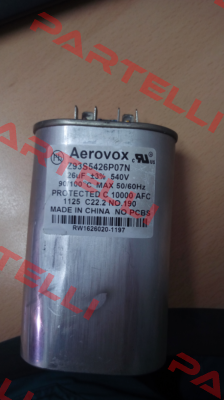 PARTELLI
Aerovox
Z93S5426P07N
26uF ±3% 540V
90/100°C MAX 50/60Hz
PROTECTED C 10000 AFC
1125 C22.2 NO.190
MADE IN CHINA NO PCBS
RW1626020-1197
PARTELLI